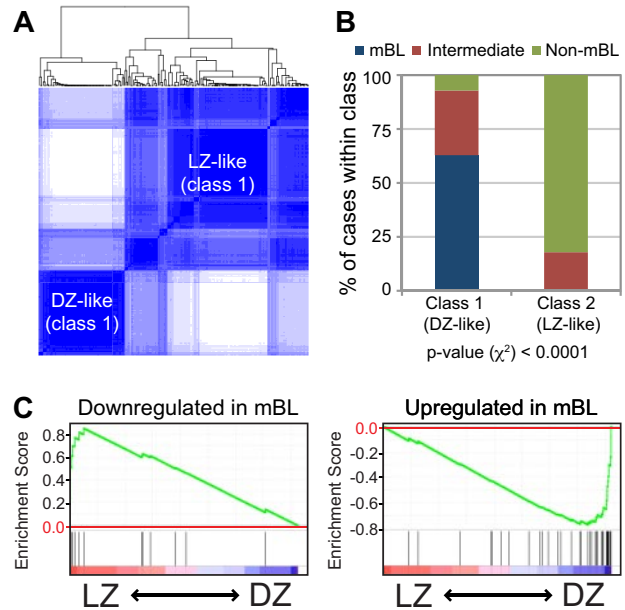 A
LZ-like
(class 1)
DZ-like
(class 1)
B
mBL Intermediate Non-mBL
% of cases within class
100
75
50
25
0
Class 1
(DZ-like)
Class 2
(LZ-like)
p-value (χ²) < 0.0001
C
Downregulated in mBL
Enrichment Score
0.8
0.6
0.4
0.2
0.0
LZ DZ
Upregulated in mBL
Enrichment Score
0.0
-0.2
-0.4
-0.6
-0.8
LZ DZ